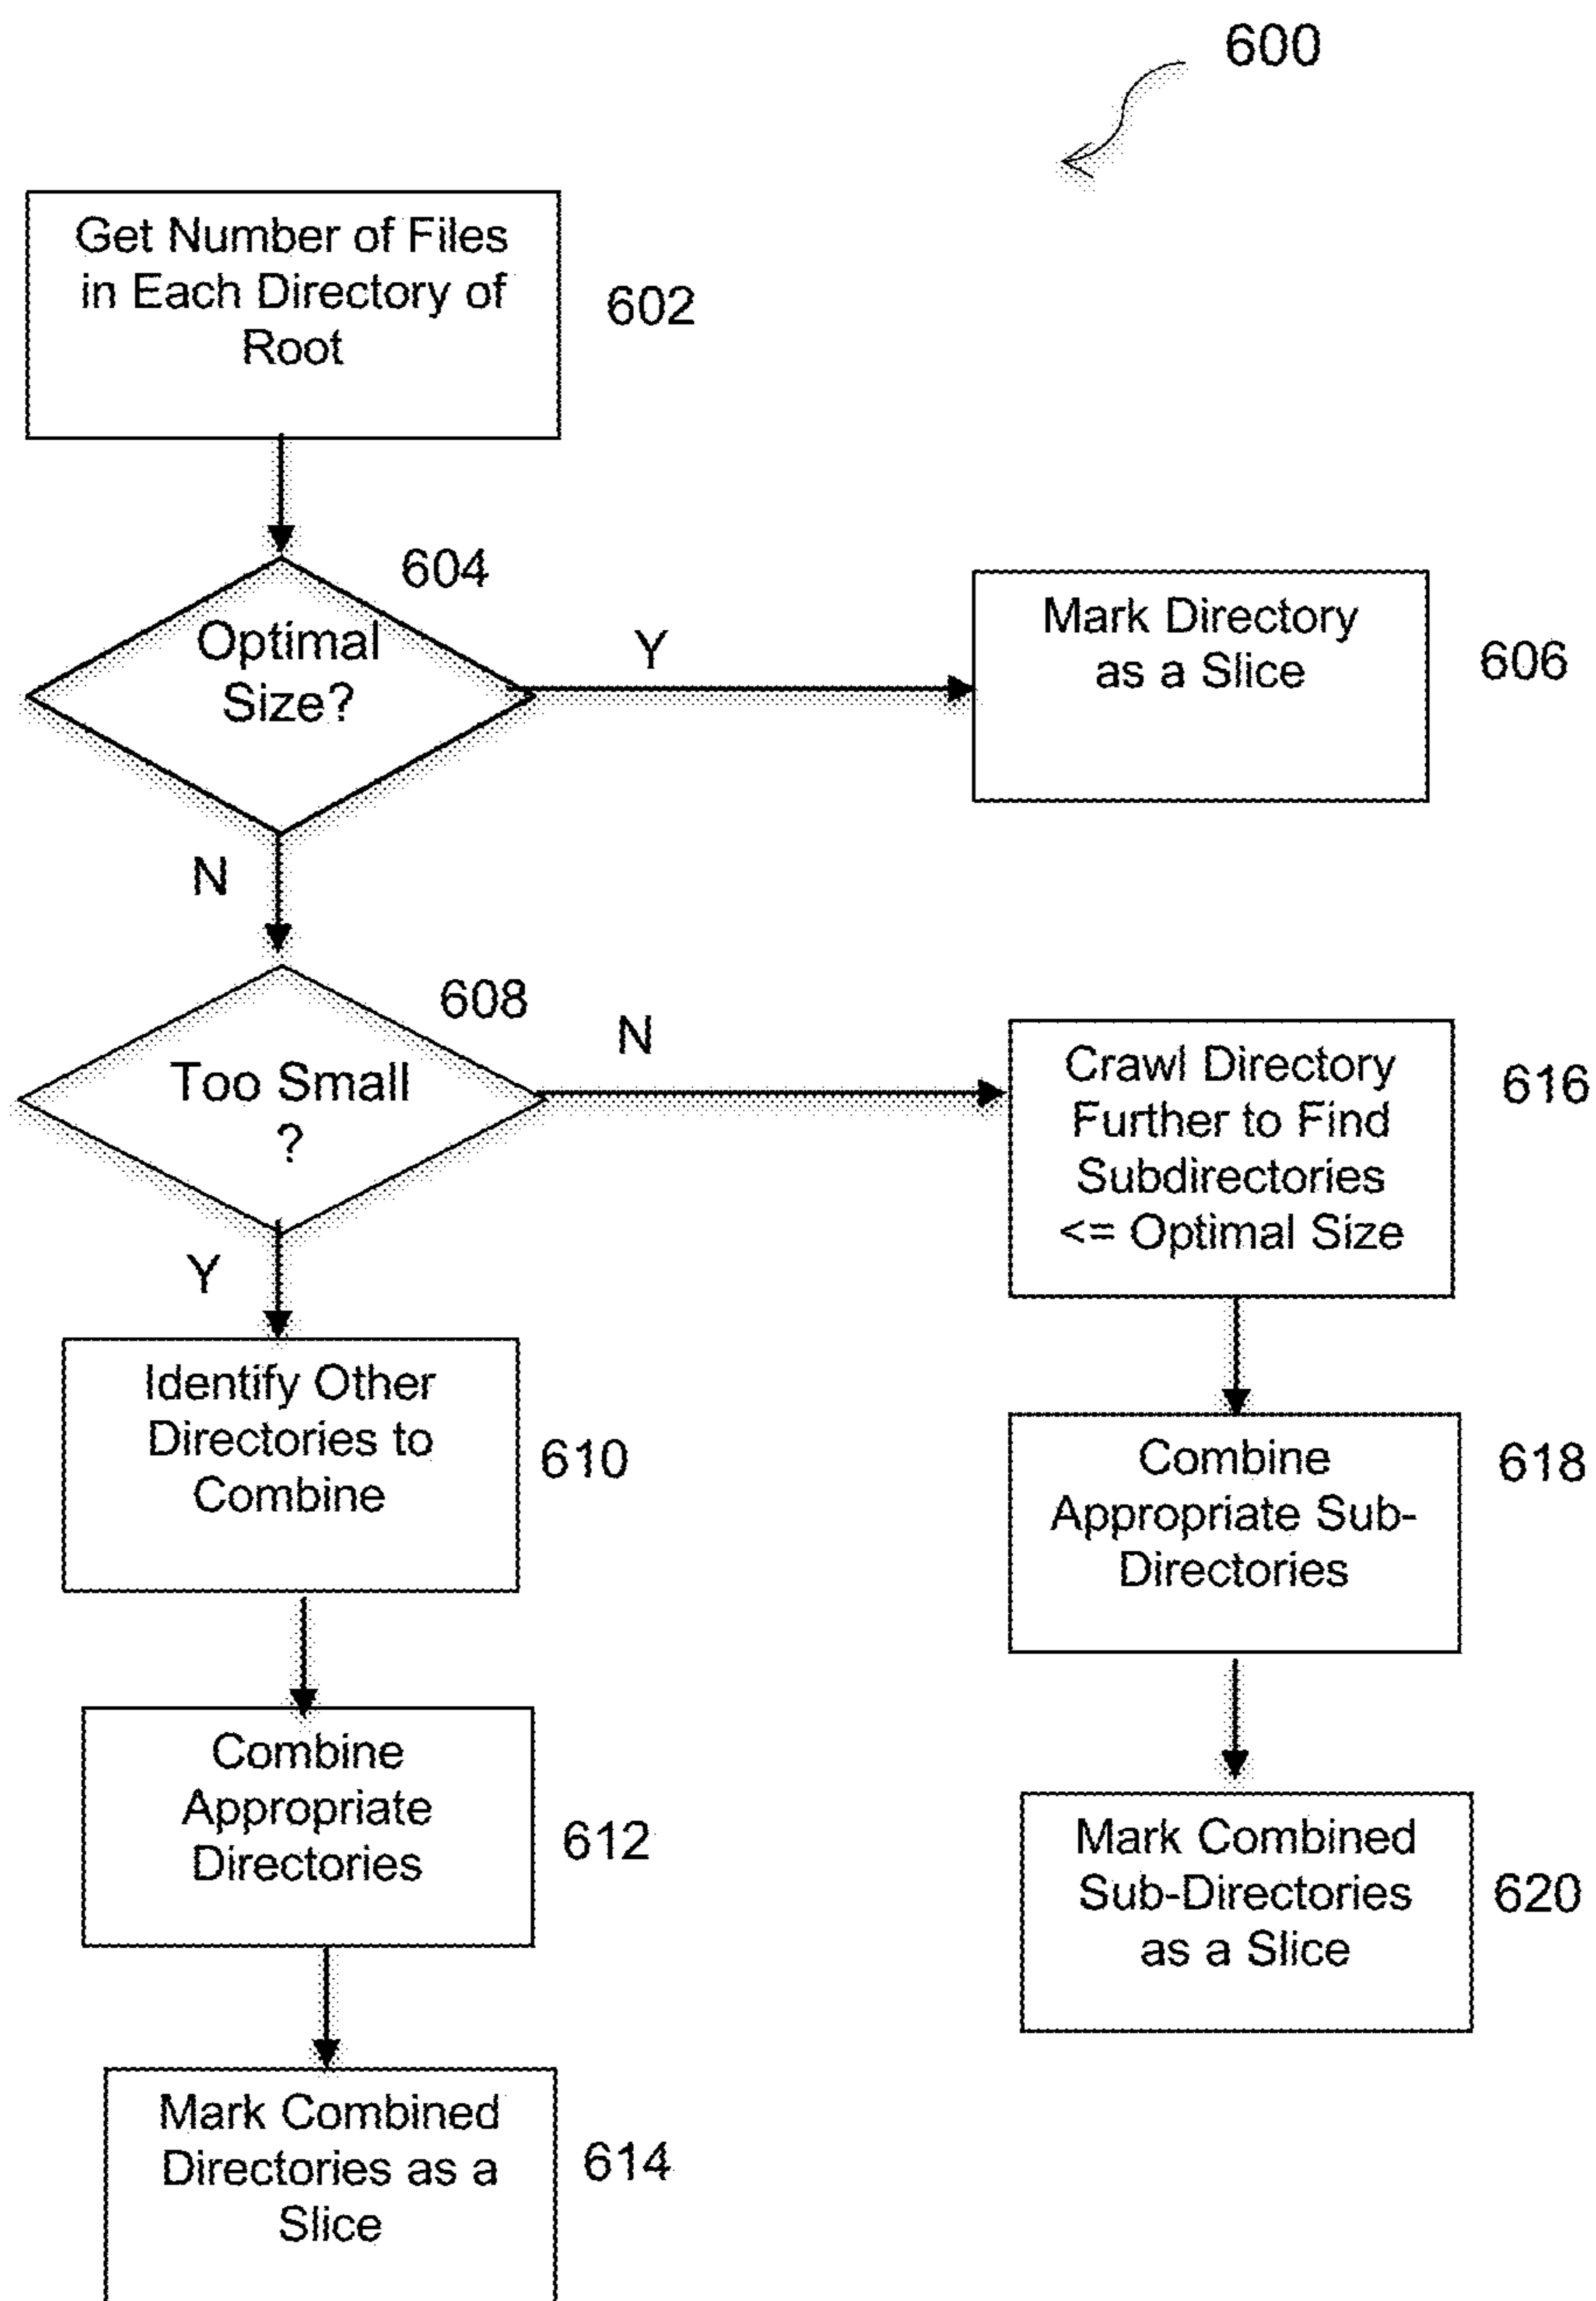 600
Get Number of Files
in Each Directory of
Root
602
604
Optimal
Size?
Y
Mark Directory
as a Slice
606
N
608
Too Small
?
N
Crawl Directory
Further to Find
Subdirectories
<= Optimal Size
616
Y
Identify Other
Directories to
Combine
610
Combine
Appropriate Sub-
Directories
618
Combine
Appropriate
Directories
612
Mark Combined
Sub-Directories
as a Slice
620
Mark Combined
Directories as a
Slice
614